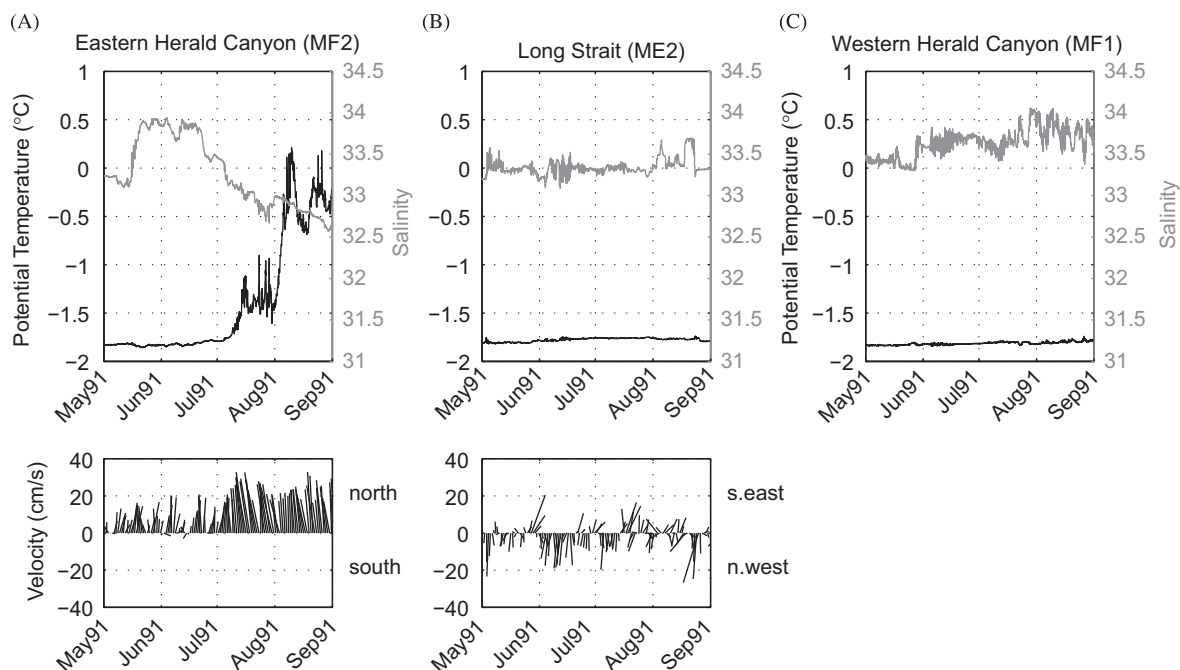 (A)
Eastern Herald Canyon (MF2)
Potential Temperature (°C)
1
0.5
0
−0.5
−1
−1.5
−2
34.5
34
33.5
33
32.5
32
31.5
31
Salinity
May91
Jun91
Jul91
Aug91
Sep91
(B)
Long Strait (ME2)
1
0.5
0
−0.5
−1
−1.5
−2
34.5
34
33.5
33
32.5
32
31.5
31
May91
Jun91
Jul91
Aug91
Sep91
(C)
Western Herald Canyon (MF1)
Potential Temperature (°C)
1
0.5
0
−0.5
−1
−1.5
−2
34.5
34
33.5
33
32.5
32
31.5
31
Salinity
May91
Jun91
Jul91
Aug91
Sep91
Velocity (cm/s)
40
20
0
−20
−40
north
south
May91
Jun91
Jul91
Aug91
Sep91
40
20
0
−20
−40
s.east
n.west
May91
Jun91
Jul91
Aug91
Sep91